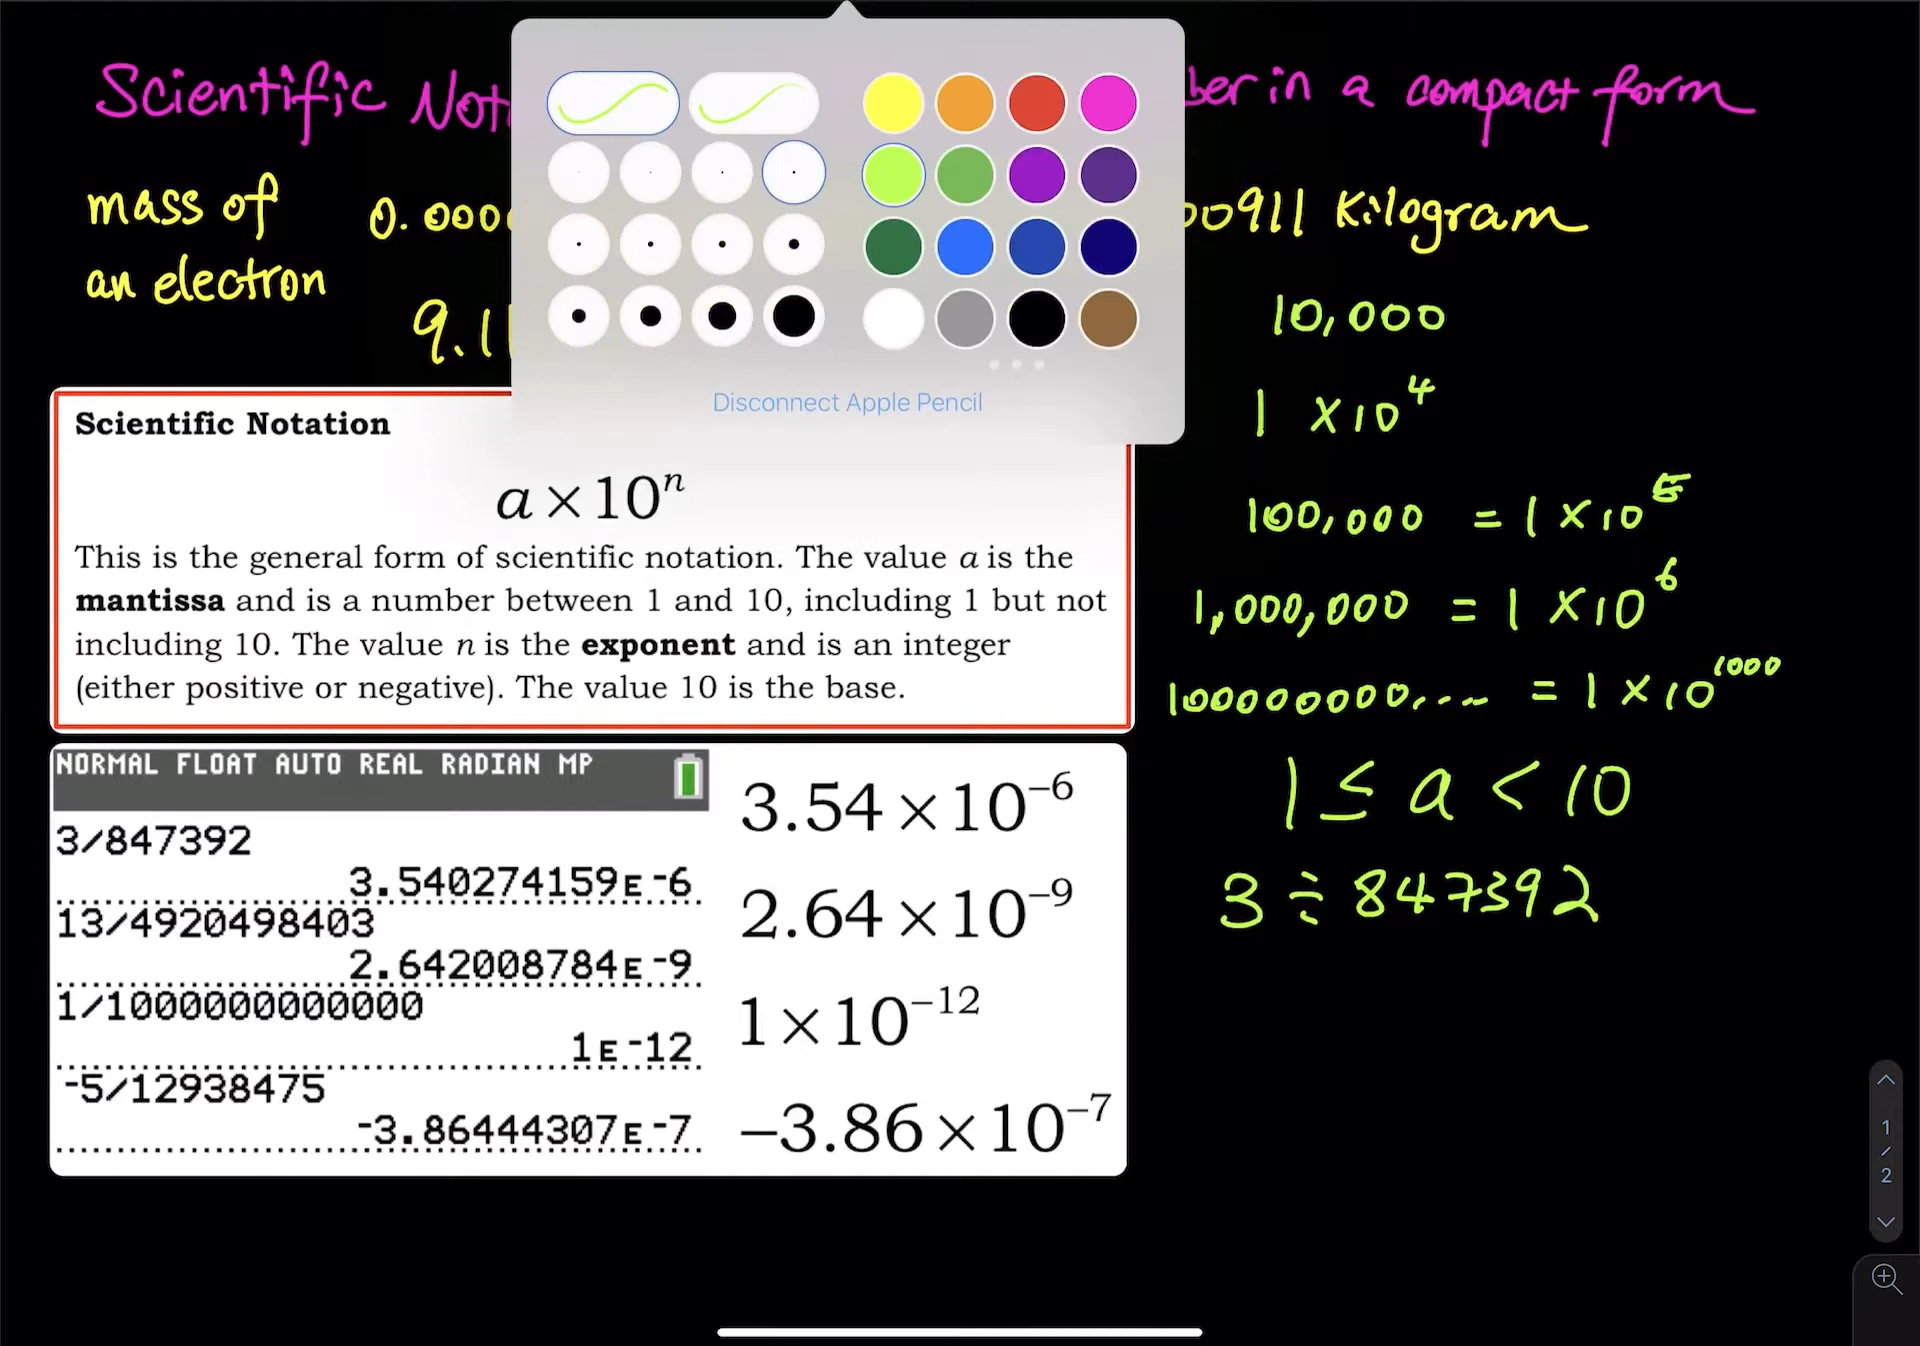 Scientific Not ber in a compact form
mass of 0.000 00911 Kilogram
an electron
9.1
10,000
1 × 10⁴
Disconnect Apple Pencil
Scientific Notation
a × 10ⁿ
This is the general form of scientific notation. The value a is the
mantissa and is a number between 1 and 10, including 1 but not
including 10. The value n is the exponent and is an integer
(either positive or negative). The value 10 is the base.
100,000 = 1 × 10⁵
1,000,000 = 1 × 10⁶
100000000.... = 1 × 10¹⁰⁰⁰
1 ≤ a < 10
3 ÷ 847392
NORMAL FLOAT AUTO REAL RADIAN MP
3/847392
3.540274159E⁻6
13/4920498403
2.642008784E⁻9
1/1000000000000
1E⁻12
⁻5/12938475
⁻3.86444307E⁻7
3.54 × 10⁻⁶
2.64 × 10⁻⁹
1 × 10⁻¹²
−3.86 × 10⁻⁷
1
/
2